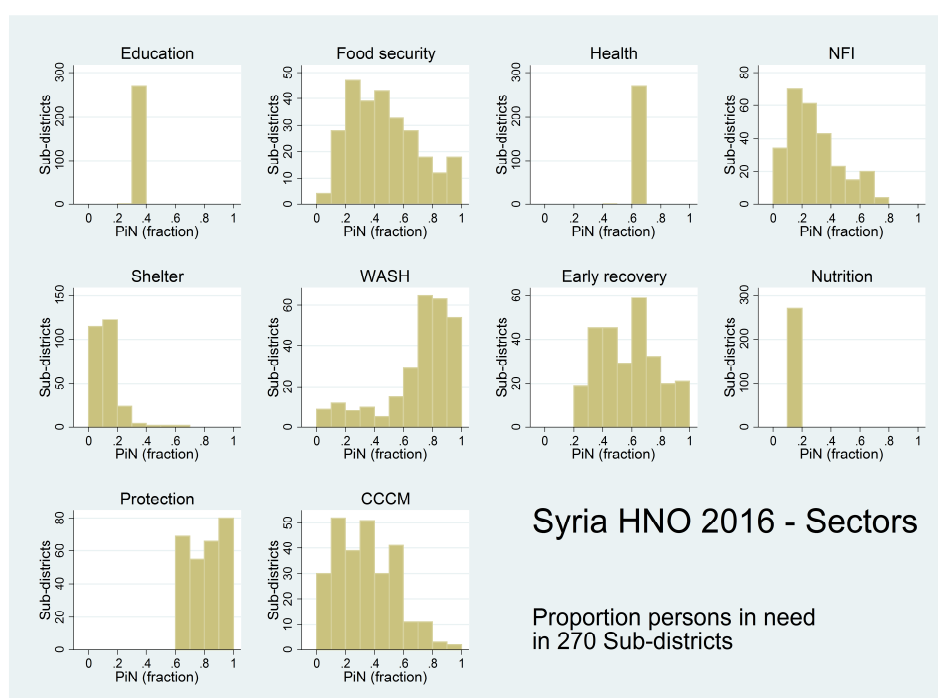 Education
Sub-districts
0 100 200 300
0 .2 .4 .6 .8 1
PiN (fraction)
Food security
Sub-districts
0 10 20 30 40 50
0 .2 .4 .6 .8 1
PiN (fraction)
Health
Sub-districts
0 100 200 300
0 .2 .4 .6 .8 1
PiN (fraction)
NFI
Sub-districts
0 20 40 60 80
0 .2 .4 .6 .8 1
PiN (fraction)
Shelter
Sub-districts
0 50 100 150
0 .2 .4 .6 .8 1
PiN (fraction)
WASH
Sub-districts
0 20 40 60
0 .2 .4 .6 .8 1
PiN (fraction)
Early recovery
Sub-districts
0 20 40 60
0 .2 .4 .6 .8 1
PiN (fraction)
Nutrition
Sub-districts
0 100 200 300
0 .2 .4 .6 .8 1
PiN (fraction)
Protection
Sub-districts
0 20 40 60 80
0 .2 .4 .6 .8 1
PiN (fraction)
CCCM
Sub-districts
0 10 20 30 40 50
0 .2 .4 .6 .8 1
PiN (fraction)
Syria HNO 2016 - Sectors
Proportion persons in need
in 270 Sub-districts